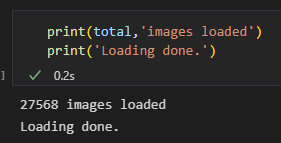 print(total,'images loaded')
print('Loading done.')
]
0.2s
27568 images loaded
Loading done.